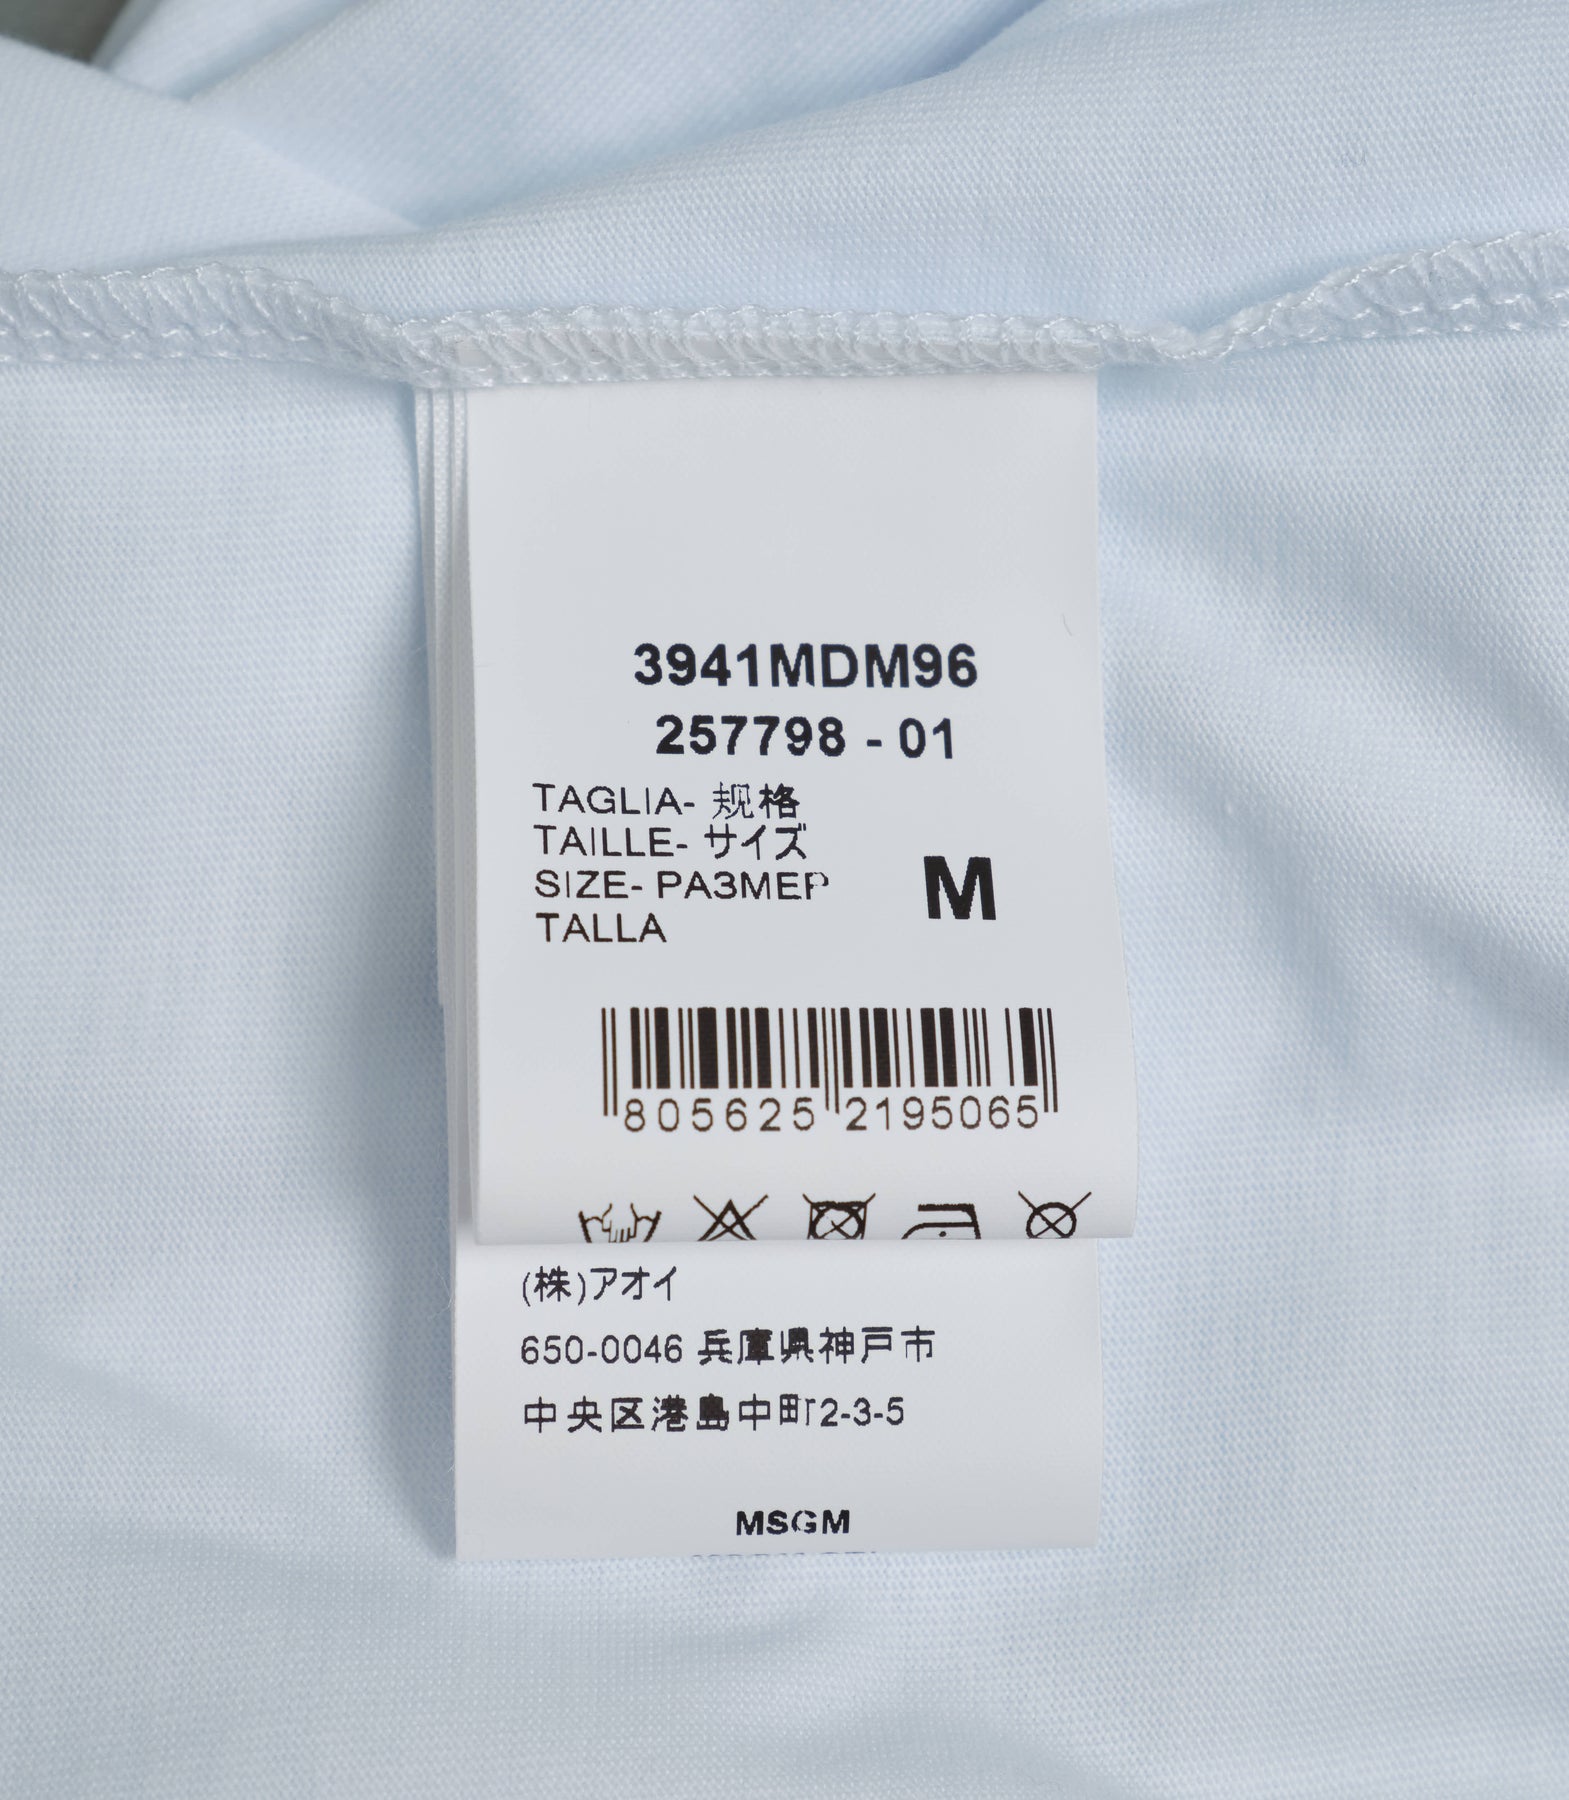 3941MDM96
257798 - 01
TAGLIA- 规格
TAILLE- サイズ
SIZE- РАЗМЕР
TALLA
M
805625 2195065
(株)アオイ
650-0046 兵庫県神戸市
中央区港島中町2-3-5
MSGM